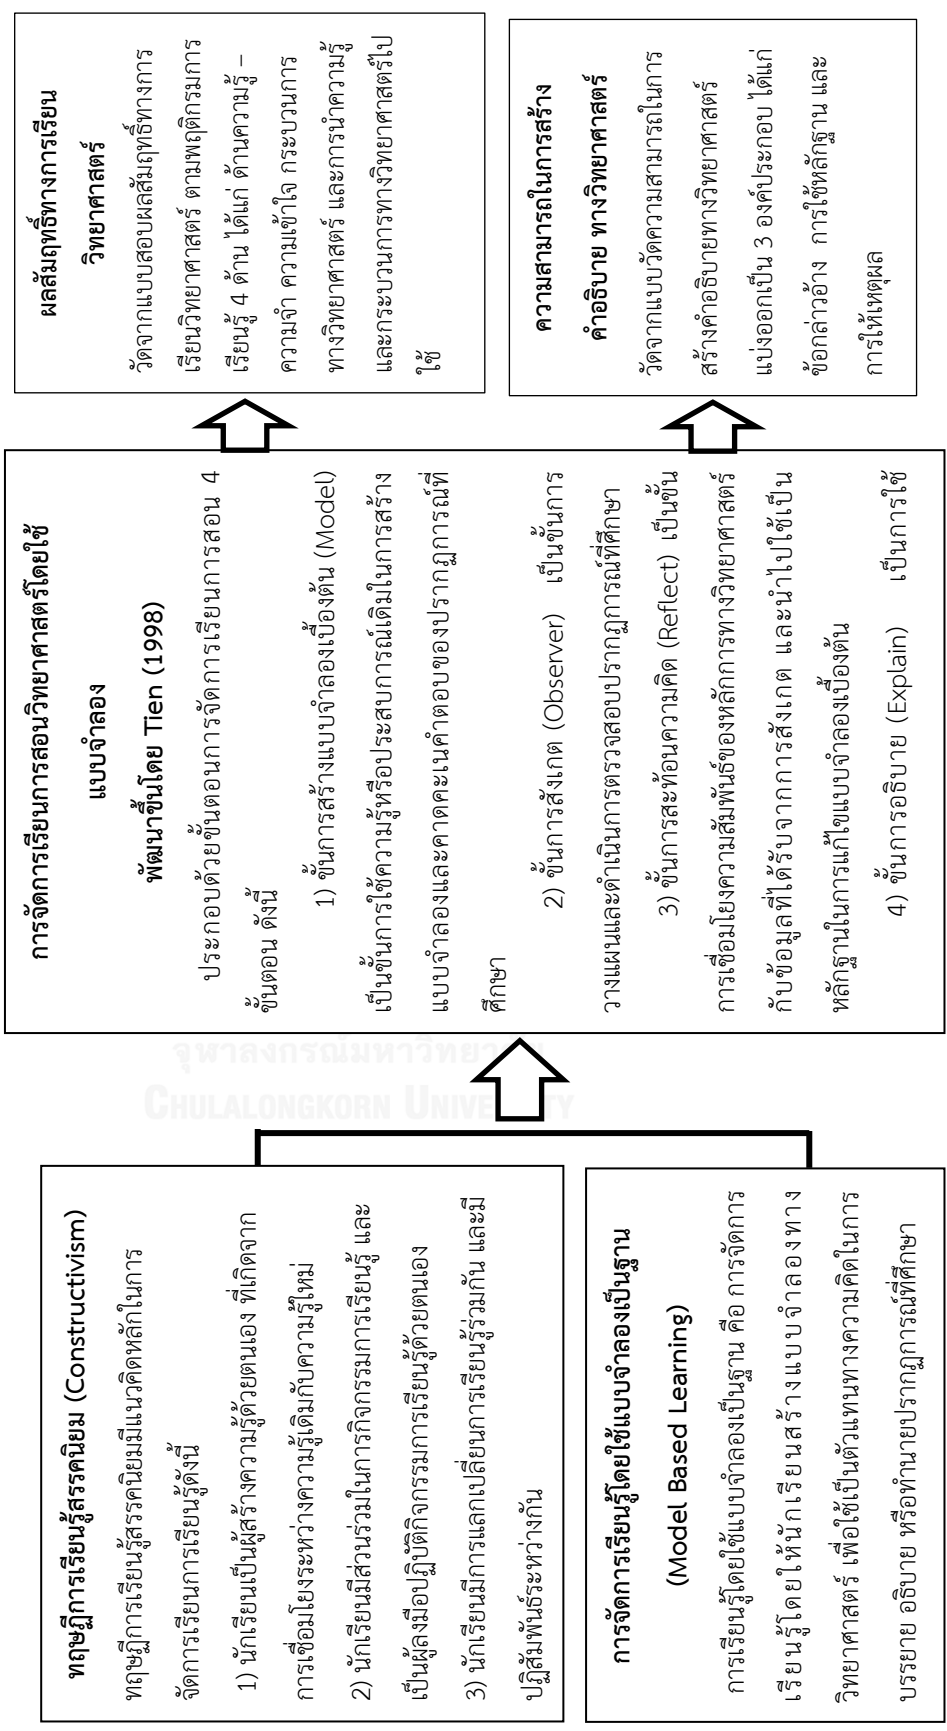 ทฤษฎีการเรียนรู้สรรคนิยม (Constructivism)
ทฤษฎีการเรียนรู้สรรคนิยมมีแนวคิดหลักในการ
จัดการเรียนการเรียนรู้ดังนี้
1) นักเรียนเป็นผู้สร้างความรู้ด้วยตนเอง ที่เกิดจาก
การเชื่อมโยงระหว่างความรู้เดิมกับความรู้ใหม่
2) นักเรียนมีส่วนร่วมในการกิจกรรมการเรียนรู้ และ
เป็นผู้ลงมือปฏิบัติกิจกรรมการเรียนรู้ด้วยตนเอง
3) นักเรียนมีการแลกเปลี่ยนการเรียนรู้ร่วมกัน และมี
ปฏิสัมพันธ์ระหว่างกัน
การจัดการเรียนรู้โดยใช้แบบจำลองเป็นฐาน
(Model Based Learning)
การเรียนรู้โดยใช้แบบจำลองเป็นฐาน คือ การจัดการ
เรียนรู้โดยให้นักเรียนสร้างแบบจำลองทาง
วิทยาศาสตร์ เพื่อใช้เป็นตัวแทนทางความคิดในการ
บรรยาย อธิบาย หรือทำนายปรากฏการณ์ที่ศึกษา
การจัดการเรียนการสอนวิทยาศาสตร์โดยใช้
แบบจำลอง
พัฒนาขึ้นโดย Tien (1998)
ประกอบด้วยขั้นตอนการจัดการเรียนการสอน 4
ขั้นตอน ดังนี้
1) ขั้นการสร้างแบบจำลองเบื้องต้น (Model)
เป็นขั้นการใช้ความรู้หรือประสบการณ์เดิมในการสร้าง
แบบจำลองและคาดคะเนคำตอบของปรากฏการณ์ที่
ศึกษา
2) ขั้นการสังเกต (Observer) เป็นขั้นการ
วางแผนและดำเนินการตรวจสอบปรากฏการณ์ที่ศึกษา
3) ขั้นการสะท้อนความคิด (Reflect) เป็นขั้น
การเชื่อมโยงความสัมพันธ์ของหลักการทางวิทยาศาสตร์
กับข้อมูลที่ได้รับจากการสังเกต และนำไปใช้เป็น
หลักฐานในการแก้ไขแบบจำลองเบื้องต้น
4) ขั้นการอธิบาย (Explain) เป็นการใช้
ผลสัมฤทธิ์ทางการเรียน
วิทยาศาสตร์
วัดจากแบบสอบผลสัมฤทธิ์ทางการ
เรียนวิทยาศาสตร์ ตามพฤติกรมการ
เรียนรู้ 4 ด้าน ได้แก่ ด้านความรู้ –
ความจำ ความเข้าใจ กระบวนการ
ทางวิทยาศาสตร์ และการนำความรู้
และกระบวนการทางวิทยาศาสตร์ไป
ใช้
ความสามารถในการสร้าง
คำอธิบาย ทางวิทยาศาสตร์
วัดจากแบบวัดความสามารถในการ
สร้างคำอธิบายทางวิทยาศาสตร์
แบ่งออกเป็น 3 องค์ประกอบ ได้แก่
ข้อกล่าวอ้าง การใช้หลักฐาน และ
การให้เหตุผล
จุฬาลงกรณ์มหาวิทยาลัย
CHULALONGKORN UNIVERSITY